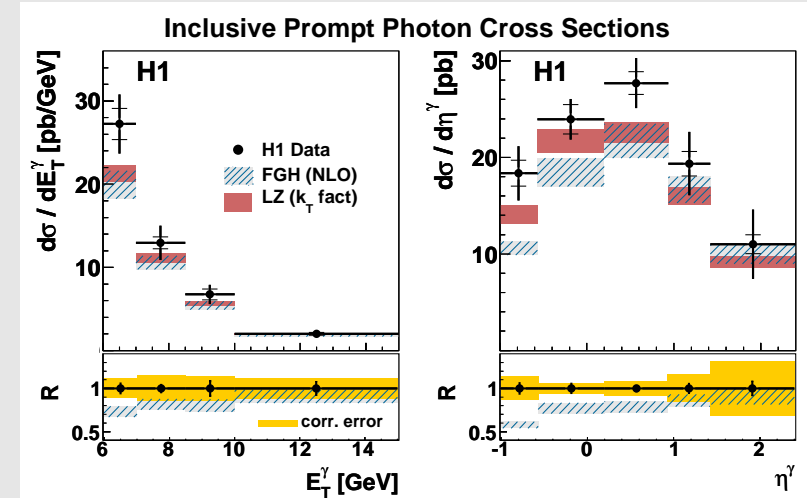 Inclusive Prompt Photon Cross Sections
dσ / dE_T^γ [pb/GeV]
H1
30
20
10
H1 Data
FGH (NLO)
LZ (k_T fact)
R
1
0.5
corr. error
6 8 10 12 14
E_T^γ [GeV]
dσ / dη^γ [pb]
H1
30
20
10
R
1
0.5
-1 0 1 2
η^γ